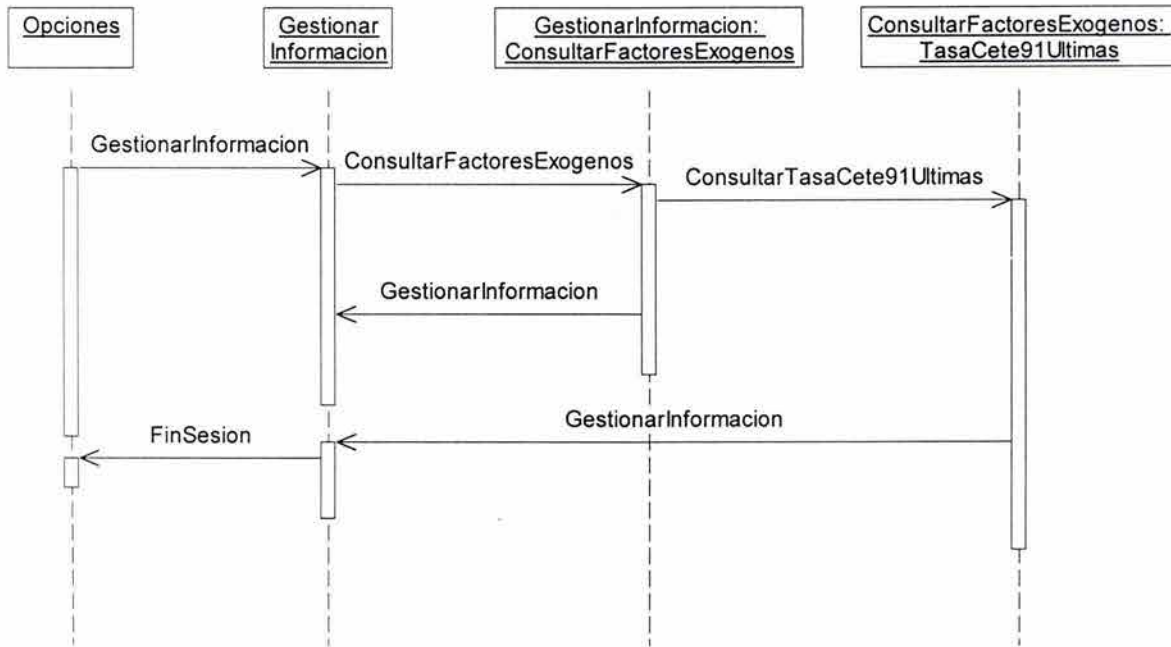 Opciones
Gestionar
Informacion
GestionarInformacion:
ConsultarFactoresExogenos
ConsultarFactoresExogenos:
TasaCete91Ultimas
GestionarInformacion
ConsultarFactoresExogenos
ConsultarTasaCete91Ultimas
GestionarInformacion
GestionarInformacion
FinSesion